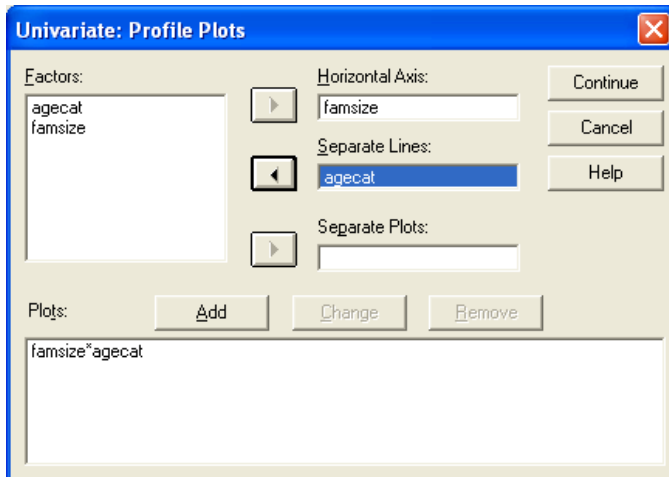 Univariate: Profile Plots
Factors:
agecat
famsize
Horizontal Axis:
famsize
Separate Lines:
agecat
Separate Plots:
Continue
Cancel
Help
Plots:
Add
Change
Remove
famsize*agecat